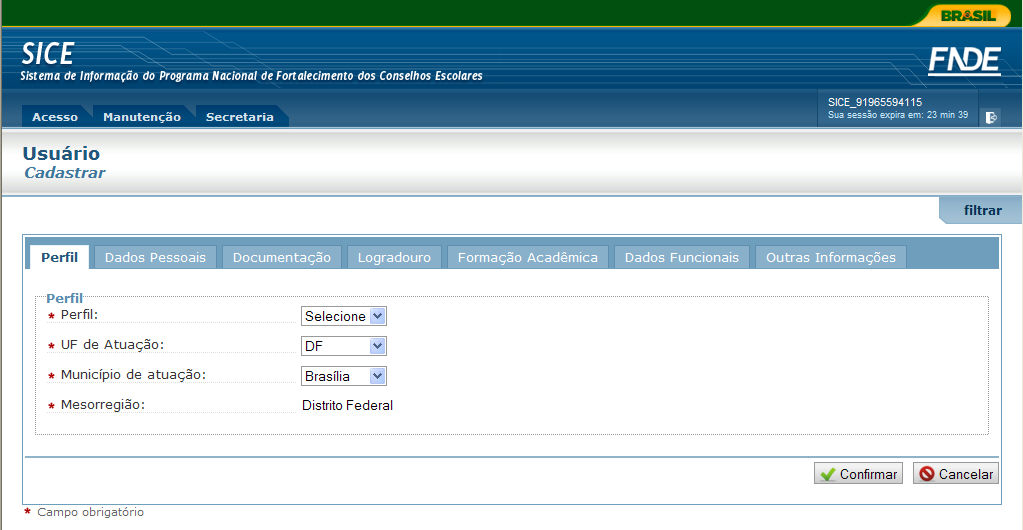 BRASIL
SICE
FNDE
Sistema de Informação do Programa Nacional de Fortalecimento dos Conselhos Escolares
SICE_91965594115
Sua sessão expira em: 23 min 39
Acesso Manutenção Secretaria
Usuário
Cadastrar
filtrar
Perfil Dados Pessoais Documentação Logradouro Formação Acadêmica Dados Funcionais Outras Informações
Perfil
* Perfil: Selecione
* UF de Atuação: DF
* Município de atuação: Brasília
* Mesorregião: Distrito Federal
Confirmar Cancelar
* Campo obrigatório